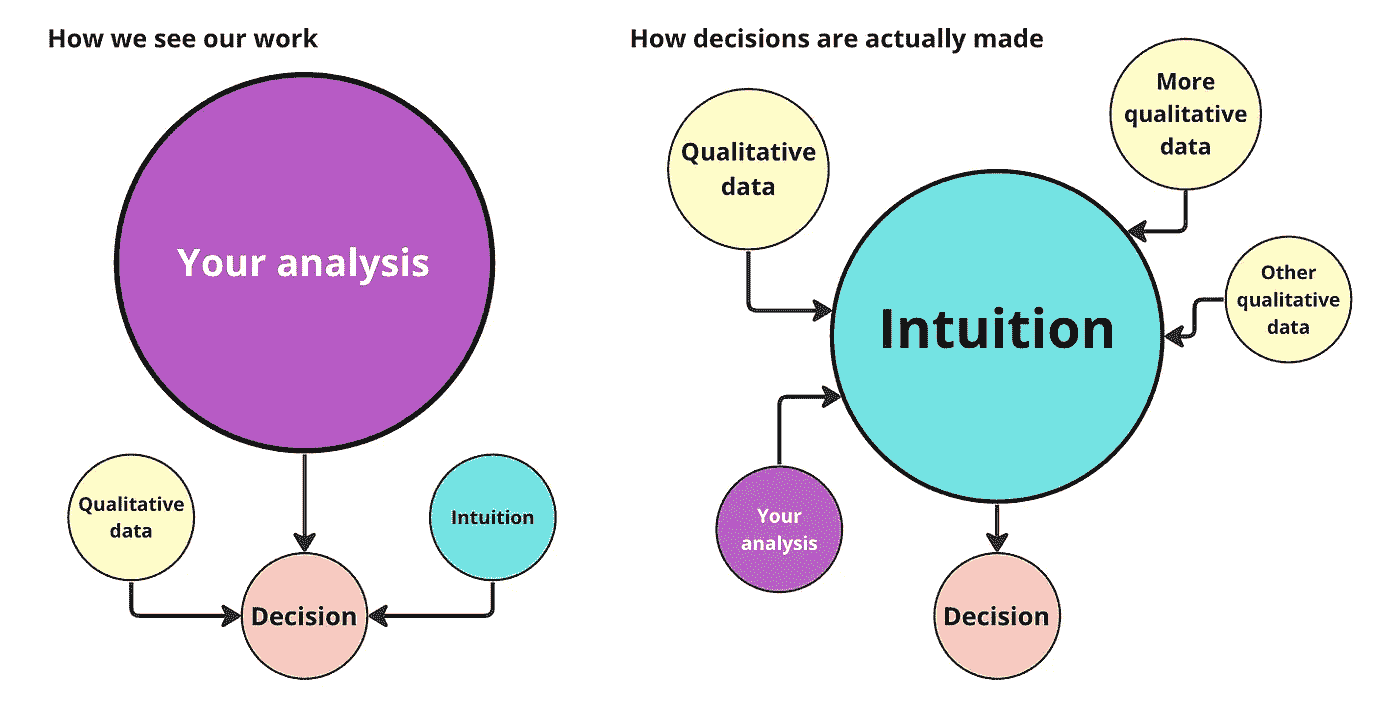 How we see our work
Your analysis
Qualitative
data
Intuition
Decision
How decisions are actually made
Qualitative
data
More
qualitative
data
Other
qualitative
data
Intuition
Your
analysis
Decision